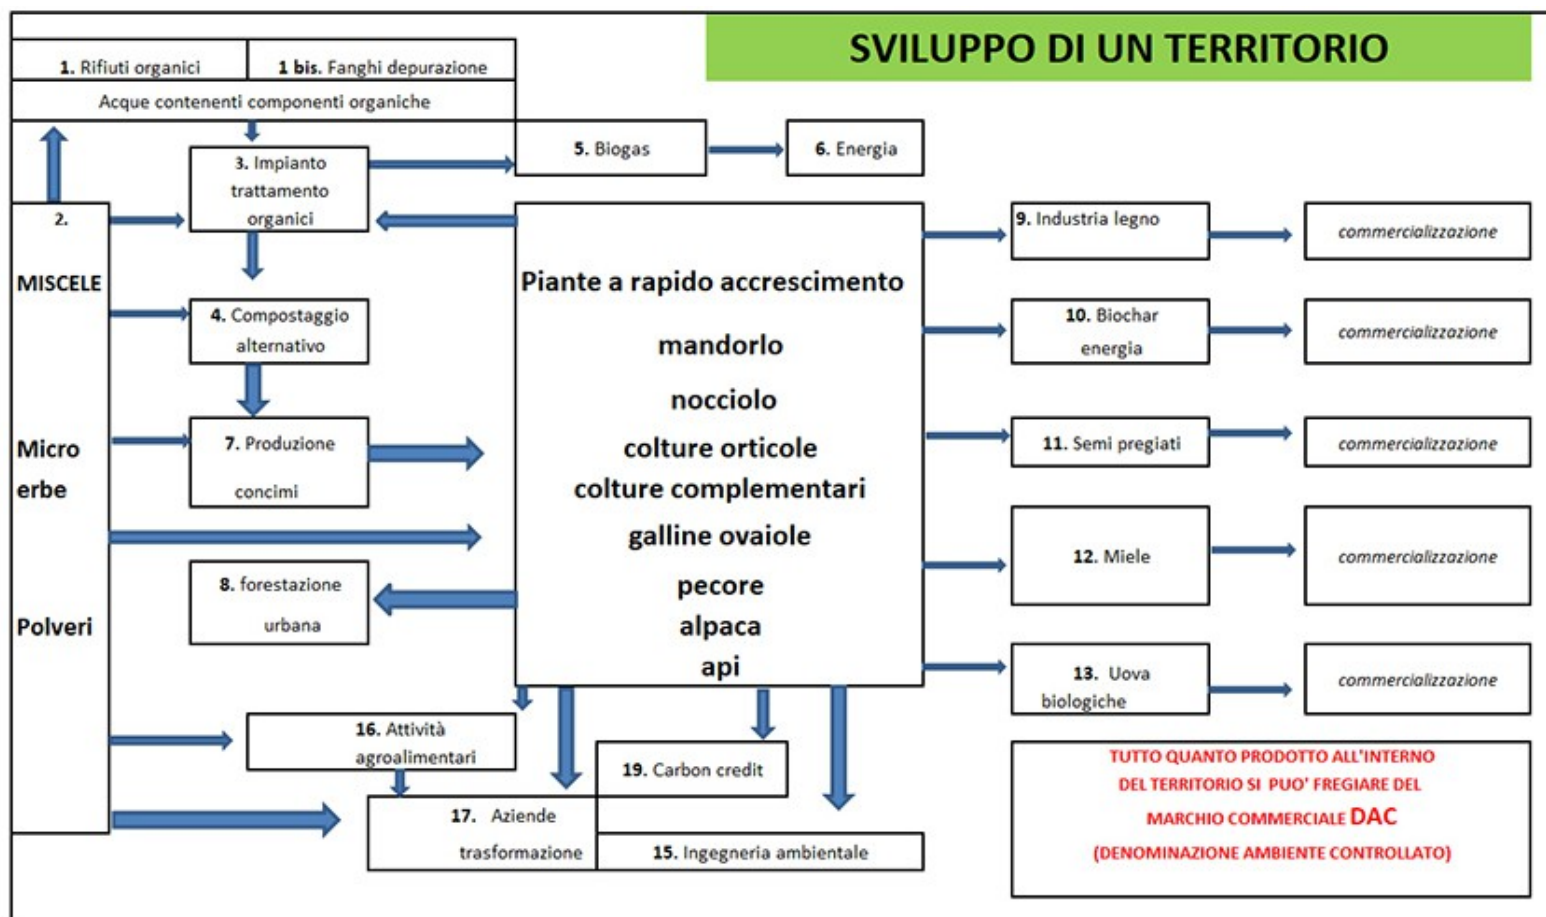 SVILUPPO DI UN TERRITORIO
1. Rifiuti organici
1 bis. Fanghi depurazione
Acque contenenti componenti organiche
3. Impianto
trattamento
organici
5. Biogas
6. Energia
2.
MISCELE
Micro
erbe
Polveri
4. Compostaggio
alternativo
7. Produzione
concimi
8. forestazione
urbana
Piante a rapido accrescimento
mandorlo
nocciolo
colture orticole
colture complementari
galline ovaiole
pecore
alpaca
api
9. Industria legno
commercializzazione
10. Biochar
energia
commercializzazione
11. Semi pregiati
commercializzazione
12. Miele
commercializzazione
13. Uova
biologiche
commercializzazione
16. Attività
agroalimentari
19. Carbon credit
17. Aziende
trasformazione
15. Ingegneria ambientale
TUTTO QUANTO PRODOTTO ALL'INTERNO
DEL TERRITORIO SI PUO' FREGIARE DEL
MARCHIO COMMERCIALE DAC
(DENOMINAZIONE AMBIENTE CONTROLLATO)